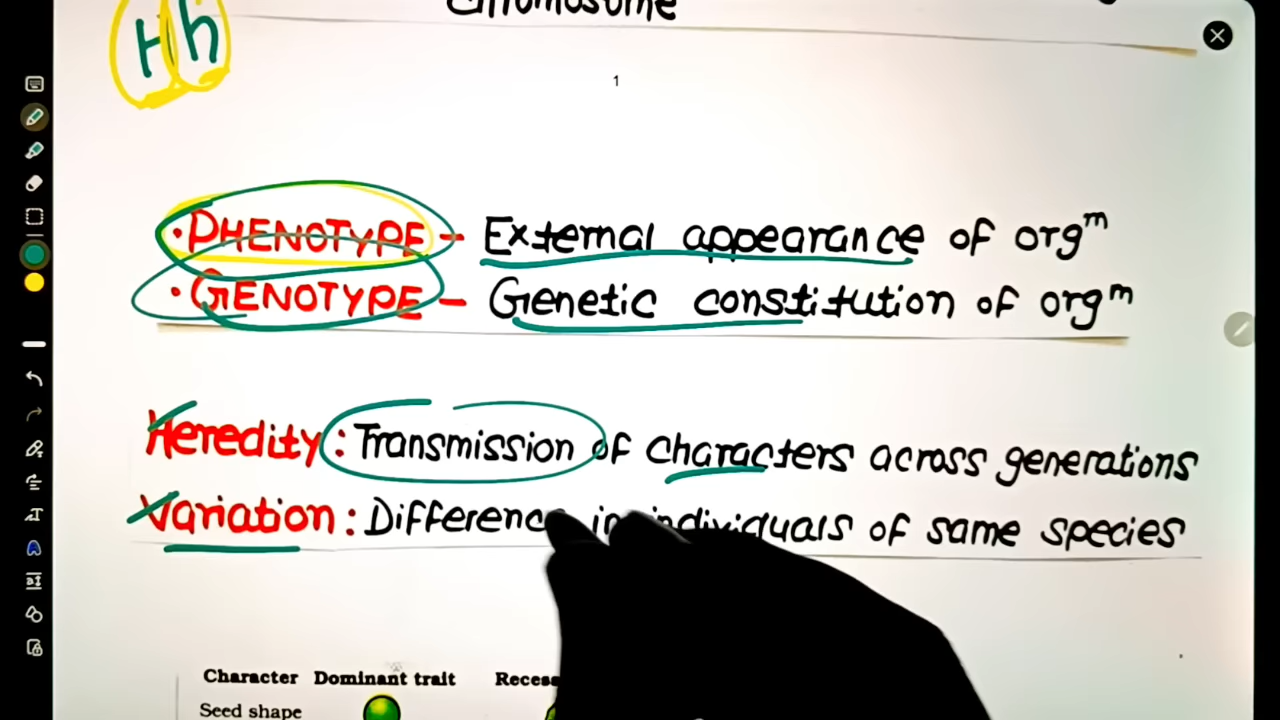 Chromosome
Hh
1
• PHENOTYPE – External appearance of orgᵐ
• GENOTYPE – Genetic constitution of orgᵐ
Heredity : Transmission of characters across generations
Variation : Difference in individuals of same species
Character Dominant trait
Seed shape